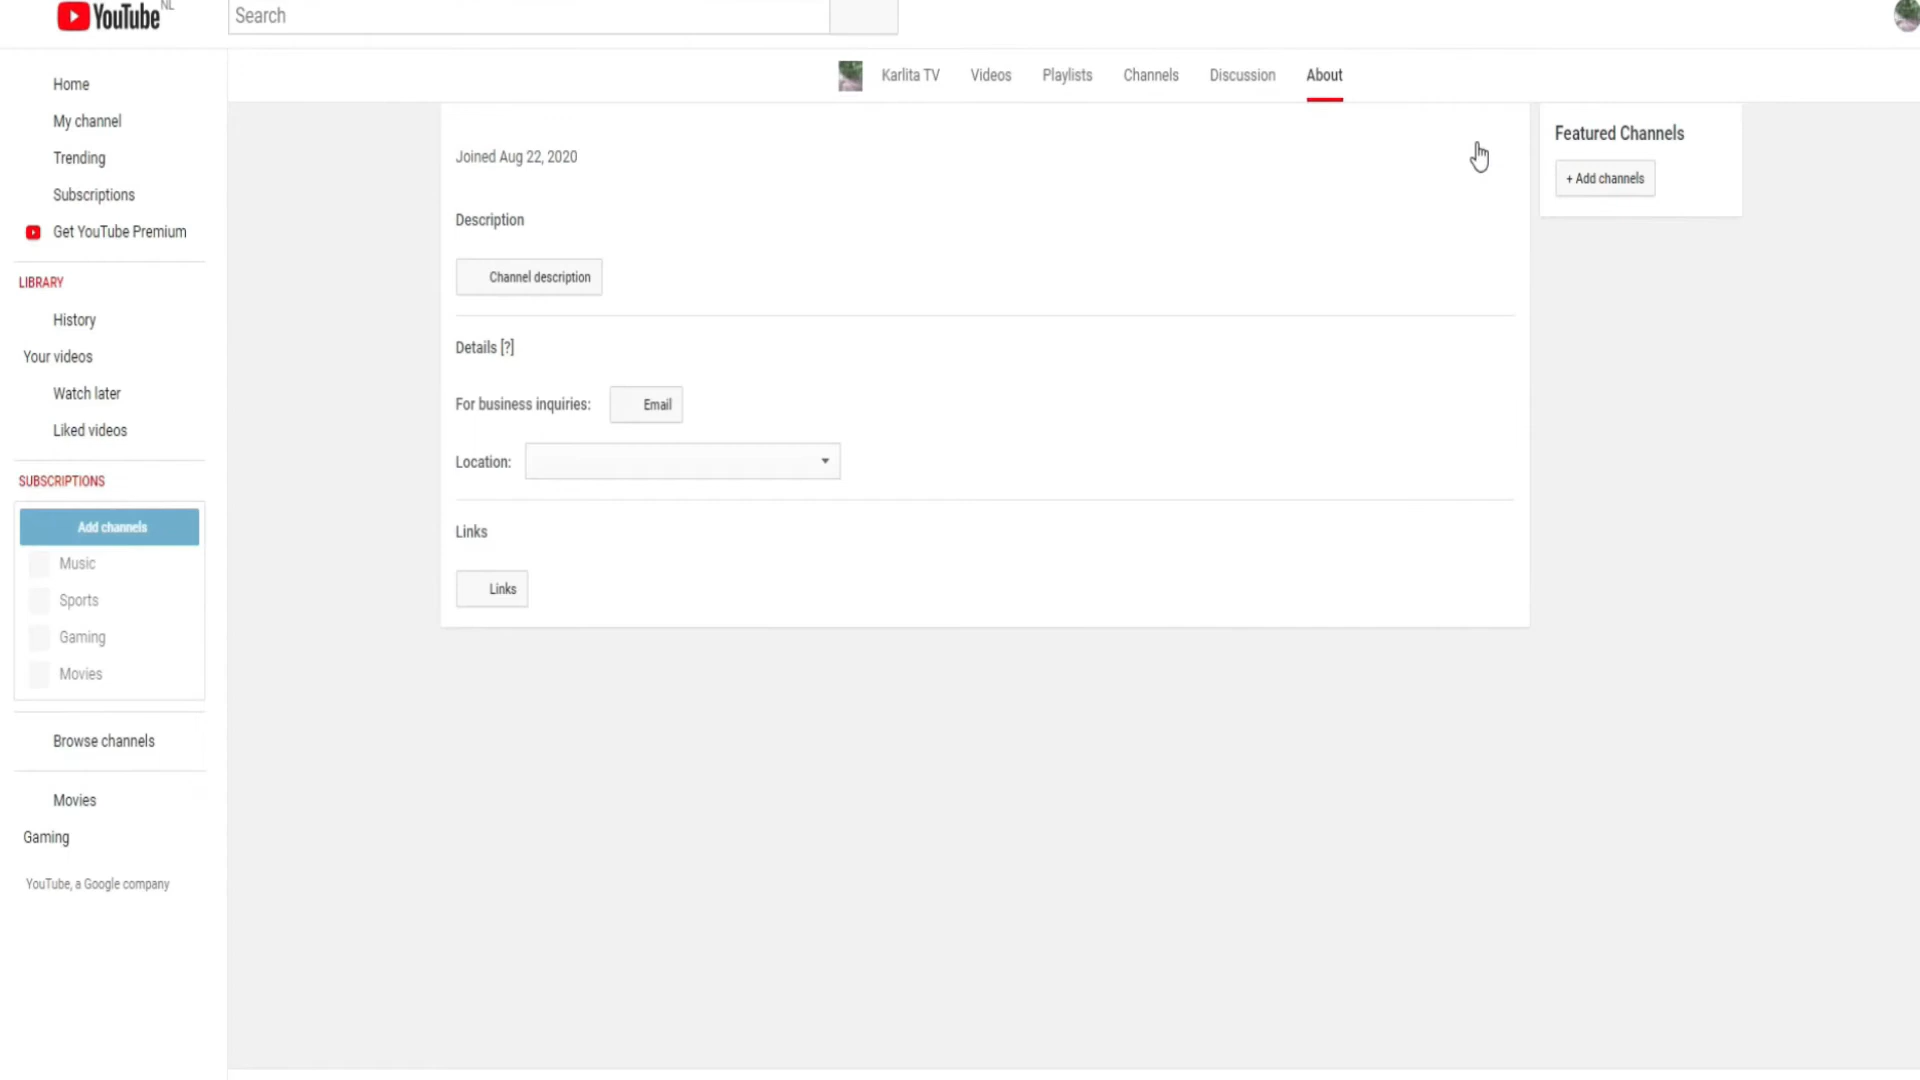 YouTube NL
Search
Karlita TV Videos Playlists Channels Discussion About
Home
My channel
Trending
Subscriptions
Get YouTube Premium
LIBRARY
History
Your videos
Watch later
Liked videos
SUBSCRIPTIONS
Add channels
Music
Sports
Gaming
Movies
Browse channels
Movies
Gaming
YouTube, a Google company
Joined Aug 22, 2020
Description
Channel description
Details [?]
For business inquiries: Email
Location:
Links
Links
Featured Channels
+ Add channels